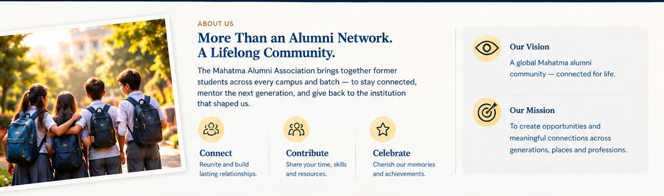 ABOUT US
More Than an Alumni Network.
A Lifelong Community.
The Mahatma Alumni Association brings together former
students across every campus and batch — to stay connected,
mentor the next generation, and give back to the institution
that shaped us.
Connect
Reunite and build
lasting relationships.
Contribute
Share your time, skills
and resources.
Celebrate
Cherish our memories
and achievements.
Our Vision
A global Mahatma alumni
community — connected for life.
Our Mission
To create opportunities and
meaningful connections across
generations, places and professions.